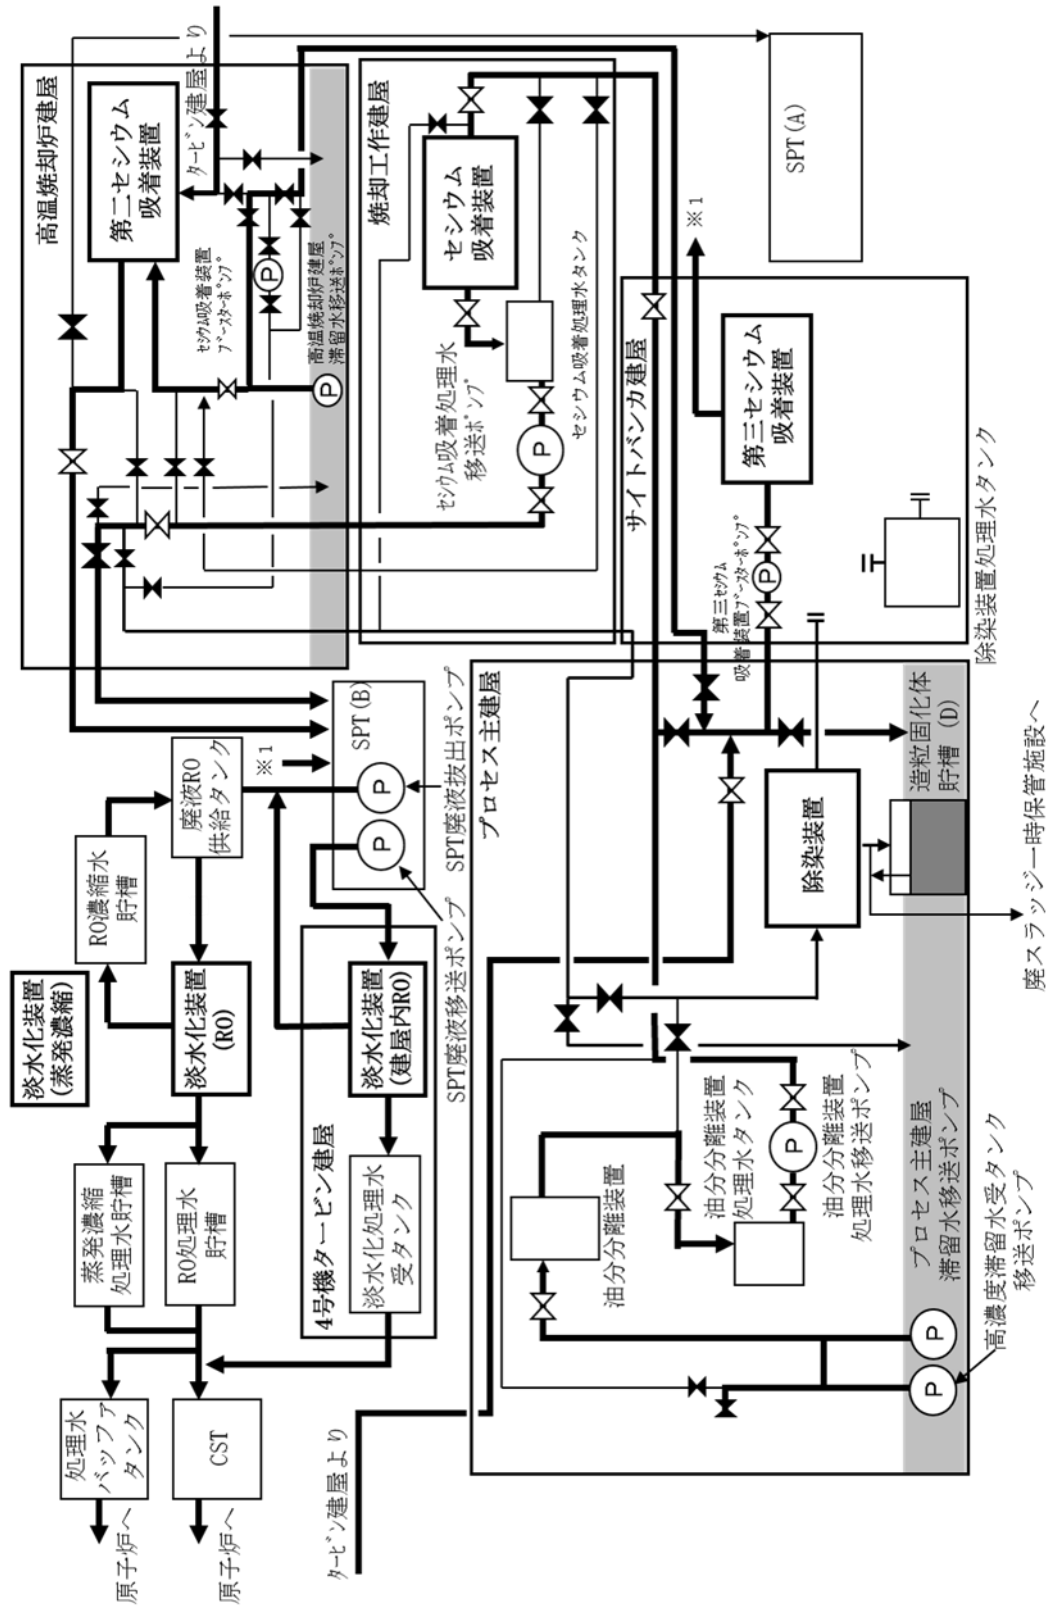 高温焼却炉建屋
第二セシウム
吸着装置
タービン建屋より
セシウム吸着装置
ブースターポンプ
高温焼却炉建屋
滞留水移送ポンプ
焼却工作建屋
セシウム
吸着装置
セシウム吸着処理水
移送ポンプ
セシウム吸着処理水タンク
SPT(A)
サイトバンカ建屋
※1
第三セシウム
吸着装置
第三セシウム
吸着装置ブースターポンプ
除染装置処理水タンク
P
P
P
P
SPT(B)
※1
P
P
SPT廃液抜出ポンプ
SPT廃液移送ポンプ
廃液RO
供給タンク
RO濃縮水
貯槽
淡水化装置
(蒸発濃縮)
淡水化装置
(RO)
淡水化装置
(建屋内RO)
4号機タービン建屋
淡水化処理水
受タンク
蒸発濃縮
処理水貯槽
RO処理水
貯槽
処理水
バッファ
タンク
CST
原子炉へ
原子炉へ
プロセス主建屋
除染装置
造粒固化体
貯槽(D)
廃スラッジ一時保管施設へ
油分分離装置
油分分離装置
処理水タンク
油分分離装置
処理水移送ポンプ
P
プロセス主建屋
滞留水移送ポンプ
P
P
高濃度滞留水受タンク
移送ポンプ
タービン建屋より